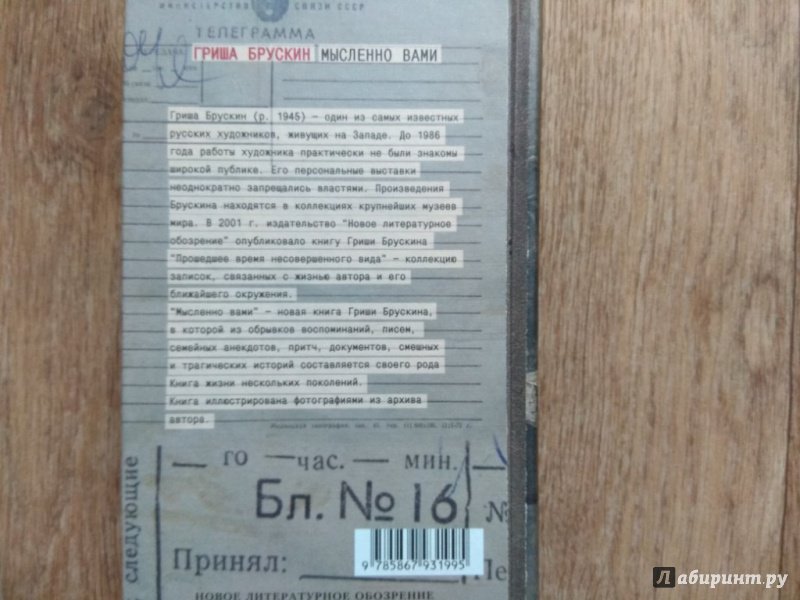 МИНИСТЕРСТВО СВЯЗИ СССР
ТЕЛЕГРАММА
ГРИША БРУСКИН МЫСЛЕННО ВАМИ
Гриша Брускин (р. 1945) – один из самых известных
русских художников, живущих на Западе. До 1986
года работы художника практически не были знакомы
широкой публике. Его персональные выставки
неоднократно запрещались властями. Произведения
Брускина находятся в коллекциях крупнейших музеев
мира. В 2001 г. издательство "Новое литературное
обозрение" опубликовало книгу Гриши Брускина
"Прошедшее время несовершенного вида" – коллекцию
записок, связанных с жизнью автора и его
ближайшего окружения.
"Мысленно вами" – новая книга Гриши Брускина,
в которой из обрывков воспоминаний, писем,
семейных анекдотов, притч, документов, смешных
и трагических историй составляется своего рода
Книга жизни нескольких поколений.
Книга иллюстрирована фотографиями из архива
автора.
следующие
го час. мин.
Бл. № 16
№
Принял:
Пе
9 785867 931995
НОВОЕ ЛИТЕРАТУРНОЕ ОБОЗРЕНИЕ
Лабиринт.ру